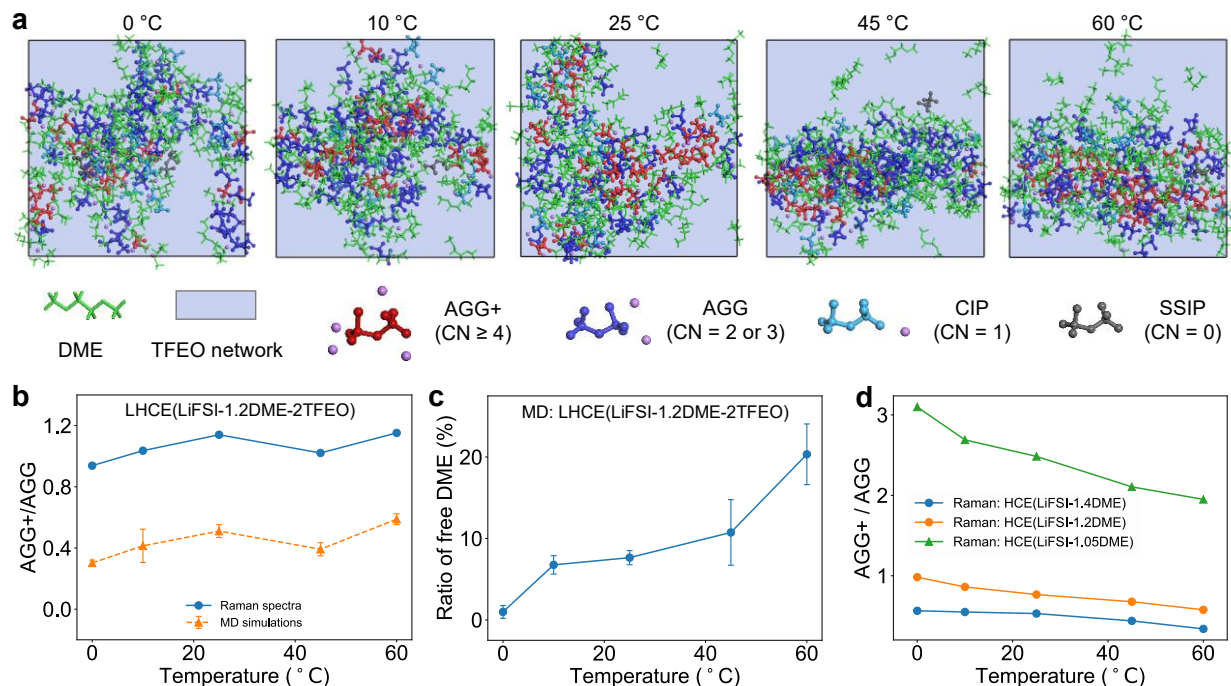 a
0 °C
10 °C
25 °C
45 °C
60 °C
DME
TFEO network
AGG+
(CN ≥ 4)
AGG
(CN = 2 or 3)
CIP
(CN = 1)
SSIP
(CN = 0)
b
LHCE(LiFSI-1.2DME-2TFEO)
AGG+/AGG
1.2
0.8
0.4
0.0
Raman spectra
MD simulations
0
20
40
60
Temperature (°C)
c
MD: LHCE(LiFSI-1.2DME-2TFEO)
Ratio of free DME (%)
20
10
0
0
20
40
60
Temperature (°C)
d
AGG+ / AGG
3
2
1
Raman: HCE(LiFSI-1.4DME)
Raman: HCE(LiFSI-1.2DME)
Raman: HCE(LiFSI-1.05DME)
0
20
40
60
Temperature (°C)